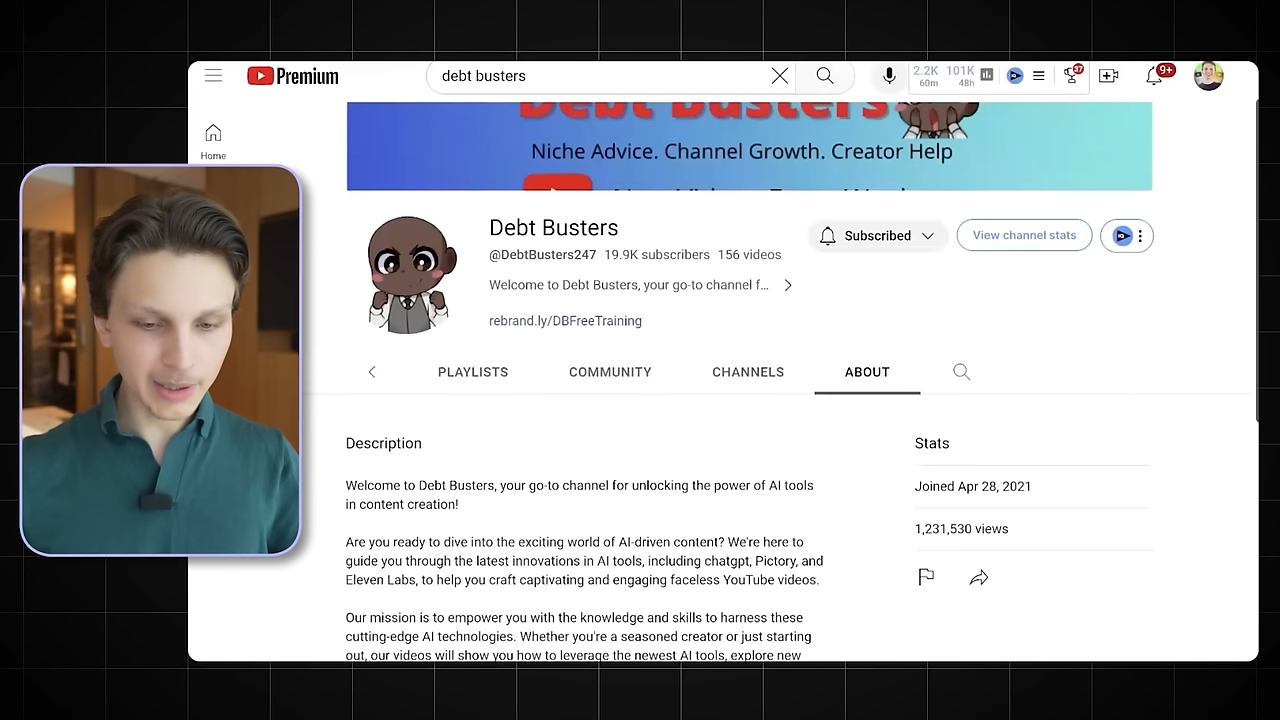 Premium
debt busters
2.2K 101K
60m 48h
37
9+
Home
Debt Busters
Niche Advice. Channel Growth. Creator Help
Debt Busters
@DebtBusters247 19.9K subscribers 156 videos
Subscribed
View channel stats
Welcome to Debt Busters, your go-to channel f...
rebrand.ly/DBFreeTraining
PLAYLISTS COMMUNITY CHANNELS ABOUT
Description
Welcome to Debt Busters, your go-to channel for unlocking the power of AI tools
in content creation!
Are you ready to dive into the exciting world of AI-driven content? We're here to
guide you through the latest innovations in AI tools, including chatgpt, Pictory, and
Eleven Labs, to help you craft captivating and engaging faceless YouTube videos.
Our mission is to empower you with the knowledge and skills to harness these
cutting-edge AI technologies. Whether you're a seasoned creator or just starting
out, our videos will show you how to leverage the newest AI tools, explore new
Stats
Joined Apr 28, 2021
1,231,530 views